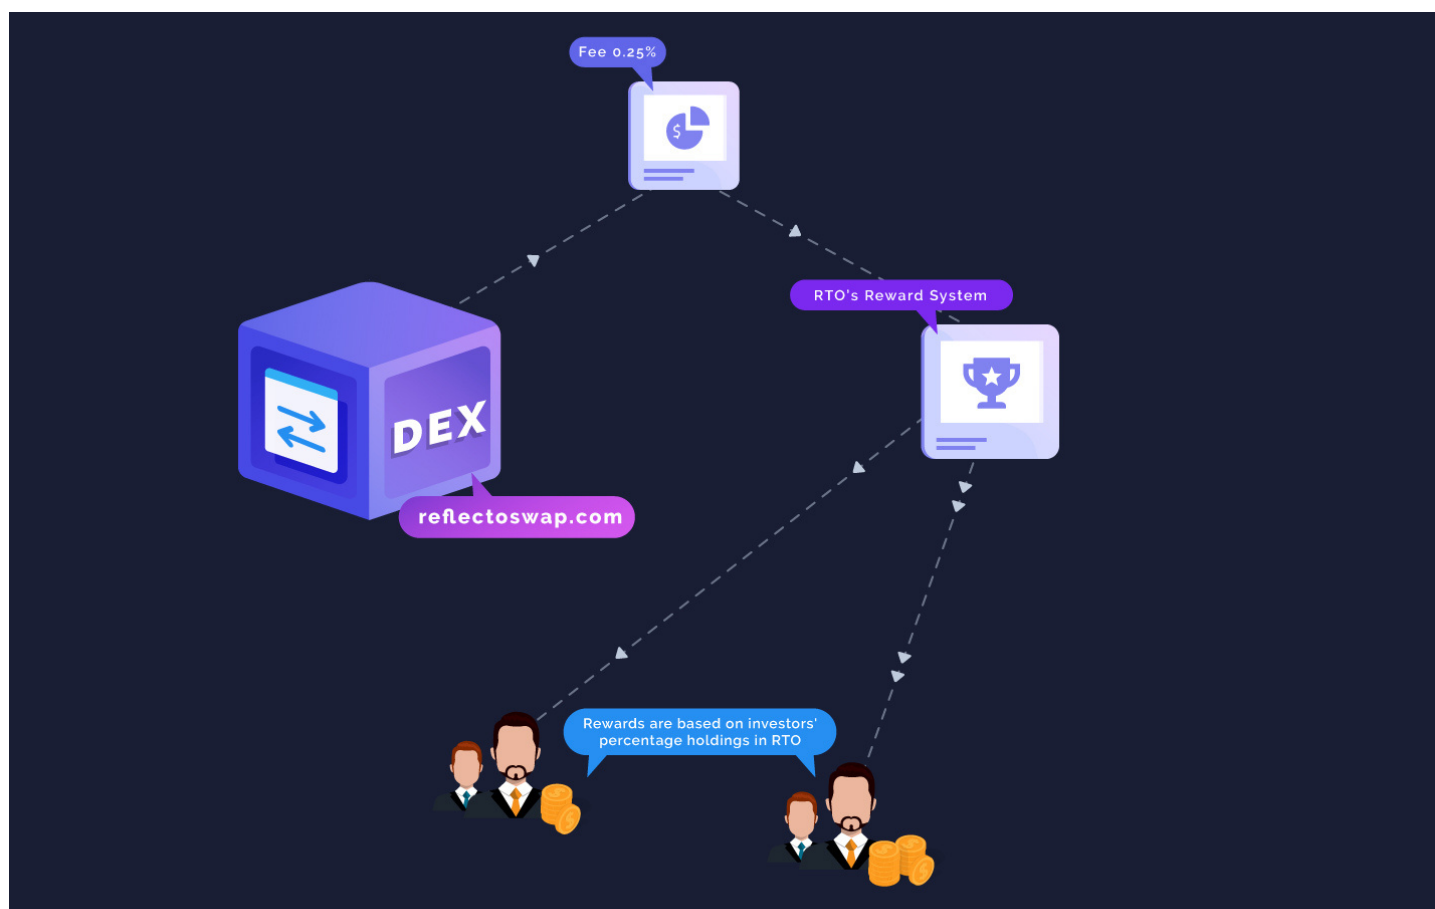 Fee 0.25%
RTO's Reward System
DEX
reflectoswap.com
Rewards are based on investors'
percentage holdings in RTO